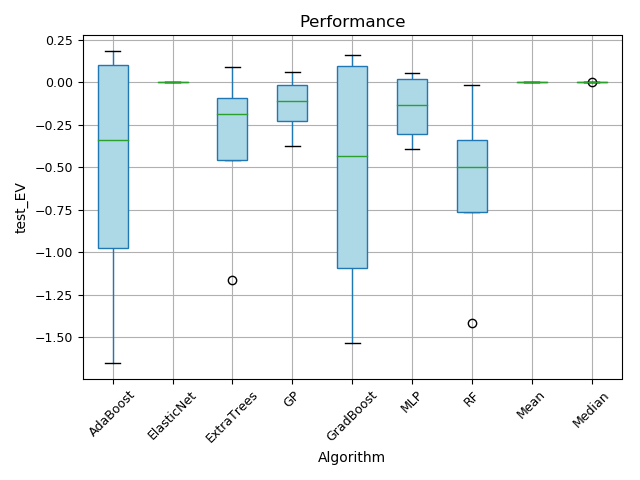 Performance
0.25
0.00
−0.25
−0.50
−0.75
−1.00
−1.25
−1.50
test_EV
AdaBoost
ElasticNet
ExtraTrees
GP
GradBoost
MLP
RF
Mean
Median
Algorithm